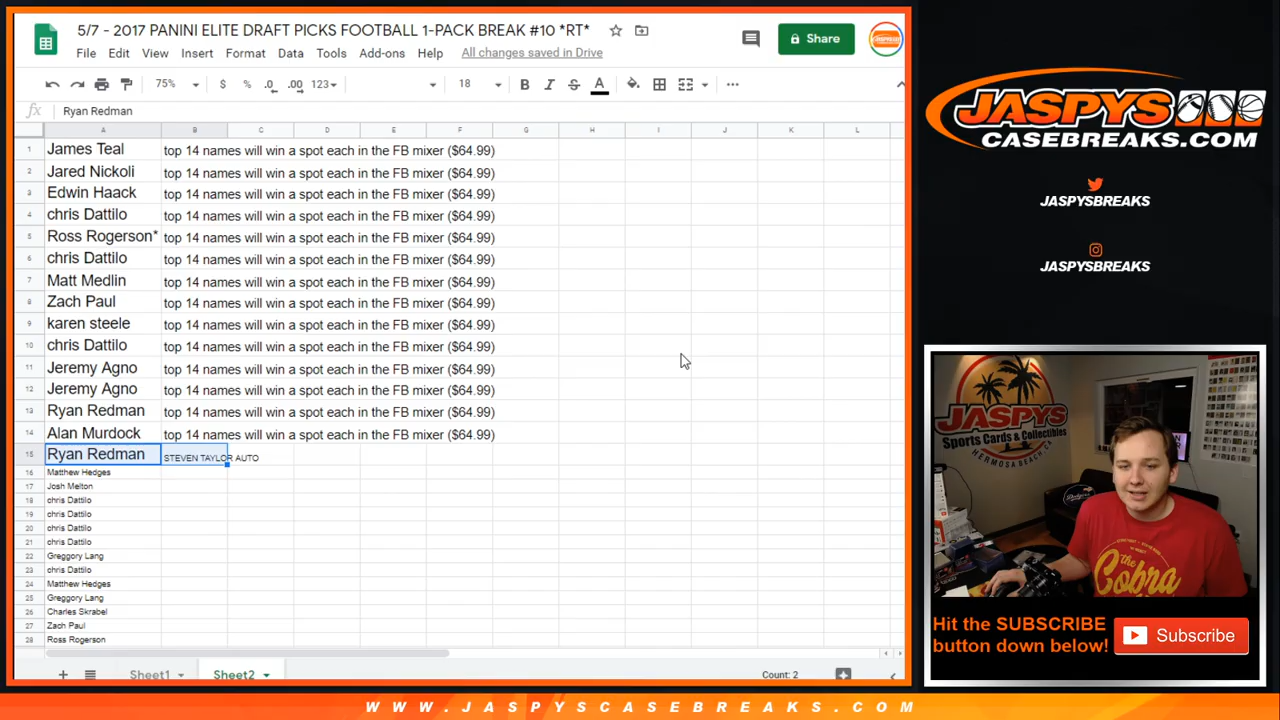 5/7 - 2017 PANINI ELITE DRAFT PICKS FOOTBALL 1-PACK BREAK #10 *RT*
File Edit View Insert Format Data Tools Add-ons Help All changes saved in Drive
Share
75% $ % .0 .00 123 18 B I S A
fx Ryan Redman
A B C D E F G H I J K L
1 James Teal top 14 names will win a spot each in the FB mixer ($64.99)
2 Jared Nickoli top 14 names will win a spot each in the FB mixer ($64.99)
3 Edwin Haack top 14 names will win a spot each in the FB mixer ($64.99)
4 chris Dattilo top 14 names will win a spot each in the FB mixer ($64.99)
5 Ross Rogerson* top 14 names will win a spot each in the FB mixer ($64.99)
6 chris Dattilo top 14 names will win a spot each in the FB mixer ($64.99)
7 Matt Medlin top 14 names will win a spot each in the FB mixer ($64.99)
8 Zach Paul top 14 names will win a spot each in the FB mixer ($64.99)
9 karen steele top 14 names will win a spot each in the FB mixer ($64.99)
10 chris Dattilo top 14 names will win a spot each in the FB mixer ($64.99)
11 Jeremy Agno top 14 names will win a spot each in the FB mixer ($64.99)
12 Jeremy Agno top 14 names will win a spot each in the FB mixer ($64.99)
13 Ryan Redman top 14 names will win a spot each in the FB mixer ($64.99)
14 Alan Murdock top 14 names will win a spot each in the FB mixer ($64.99)
15 Ryan Redman STEVEN TAYLOR AUTO
16 Matthew Hedges
17 Josh Melton
18 chris Dattilo
19 chris Dattilo
20 chris Dattilo
21 chris Dattilo
22 Greggory Lang
23 chris Dattilo
24 Matthew Hedges
25 Greggory Lang
26 Charles Skrabel
27 Zach Paul
28 Ross Rogerson
Sheet1 Sheet2 Count: 2
JASPYS
CASEBREAKS.COM
JASPYSBREAKS
JASPYSBREAKS
JASPYS
Sports Cards & Collectibles
HERMOSA BEACH CA
the
Cobra
Hit the SUBSCRIBE
button down below!
Subscribe
WWW.JASPYSCASEBREAKS.COM